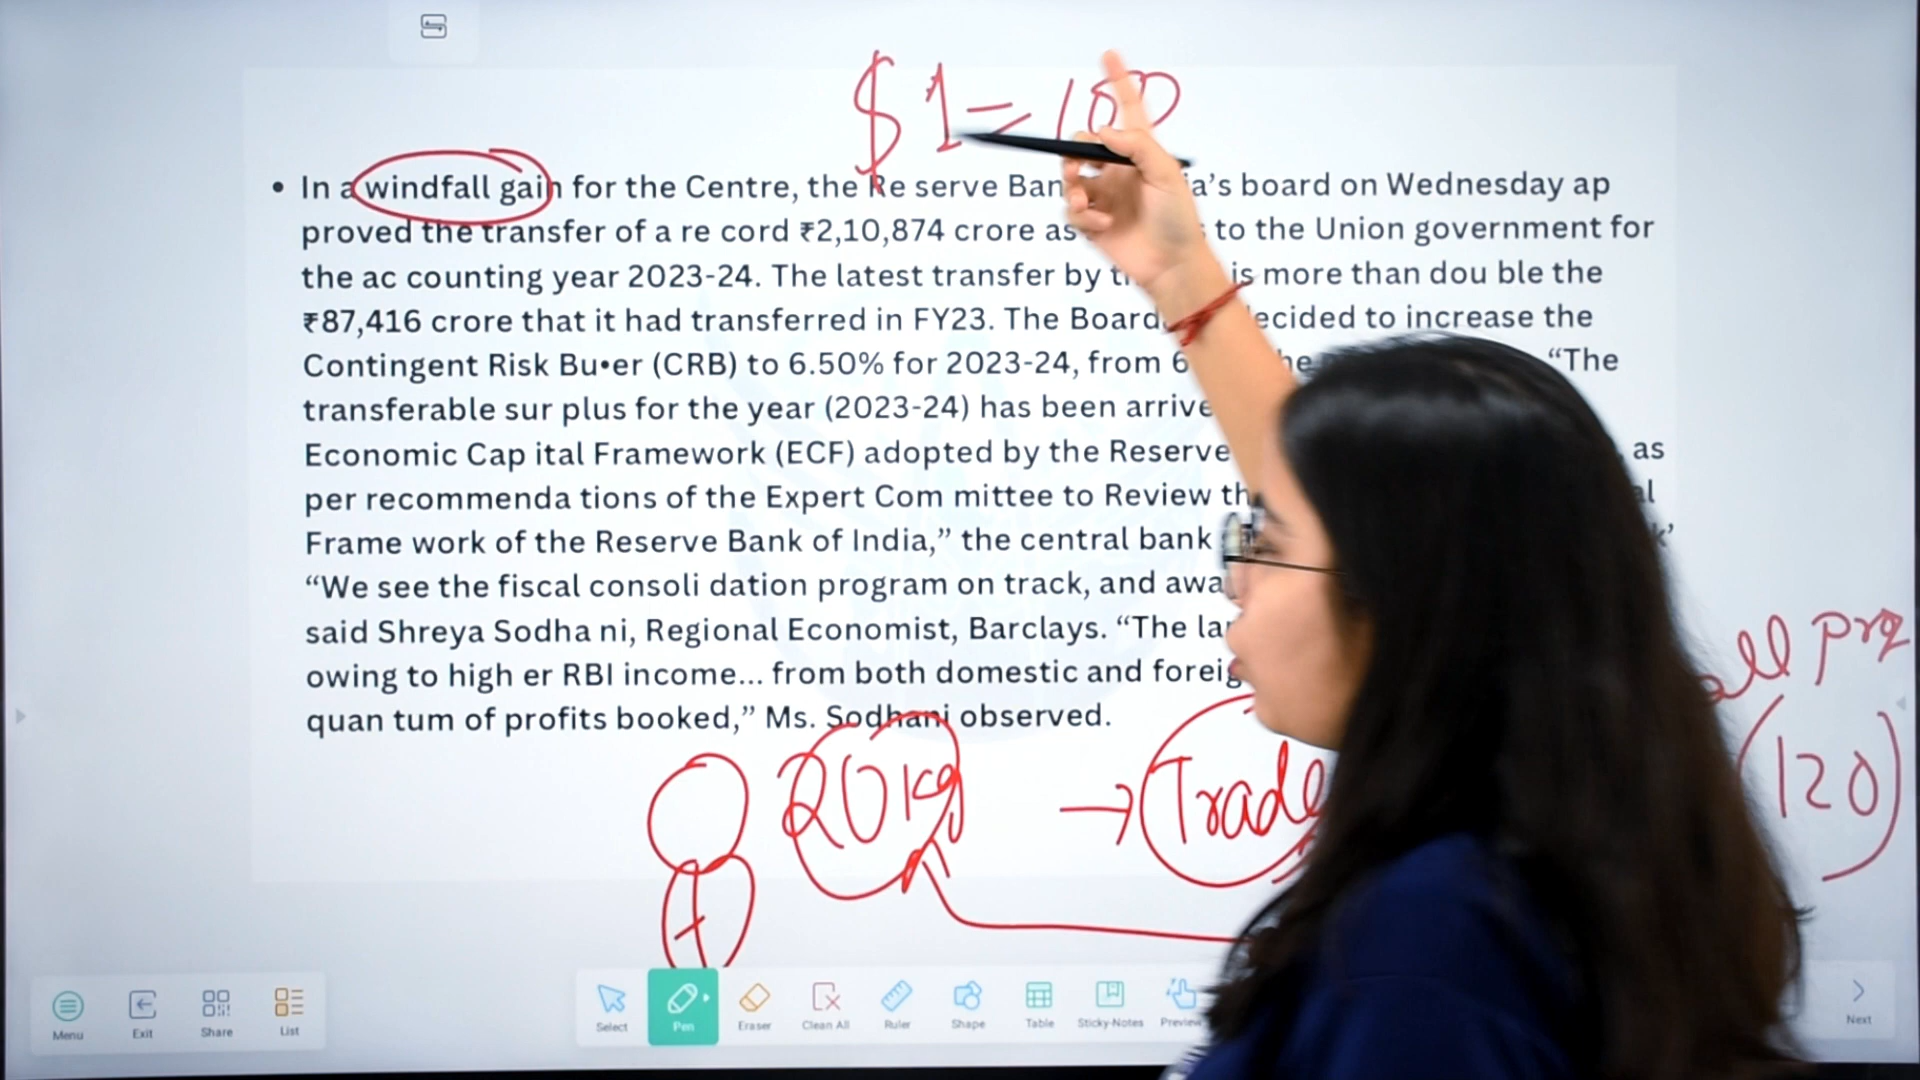 $1=100
• In a windfall gain for the Centre, the Re serve Ban a's board on Wednesday ap
proved the transfer of a re cord ₹2,10,874 crore as to the Union government for
the ac counting year 2023-24. The latest transfer by is more than dou ble the
₹87,416 crore that it had transferred in FY23. The Board ecided to increase the
Contingent Risk Bu•er (CRB) to 6.50% for 2023-24, from 6 “The
transferable sur plus for the year (2023-24) has been arrive
Economic Cap ital Framework (ECF) adopted by the Reserve as
per recommenda tions of the Expert Com mittee to Review th
Frame work of the Reserve Bank of India,” the central bank
“We see the fiscal consoli dation program on track, and awa
said Shreya Sodha ni, Regional Economist, Barclays. “The la
owing to high er RBI income... from both domestic and foreig
quan tum of profits booked,” Ms. Sodhani observed.
20kg → Trade
(120)
Menu Exit Share List Select Pen Eraser Clean All Ruler Shape Table Sticky-Notes Preview Next